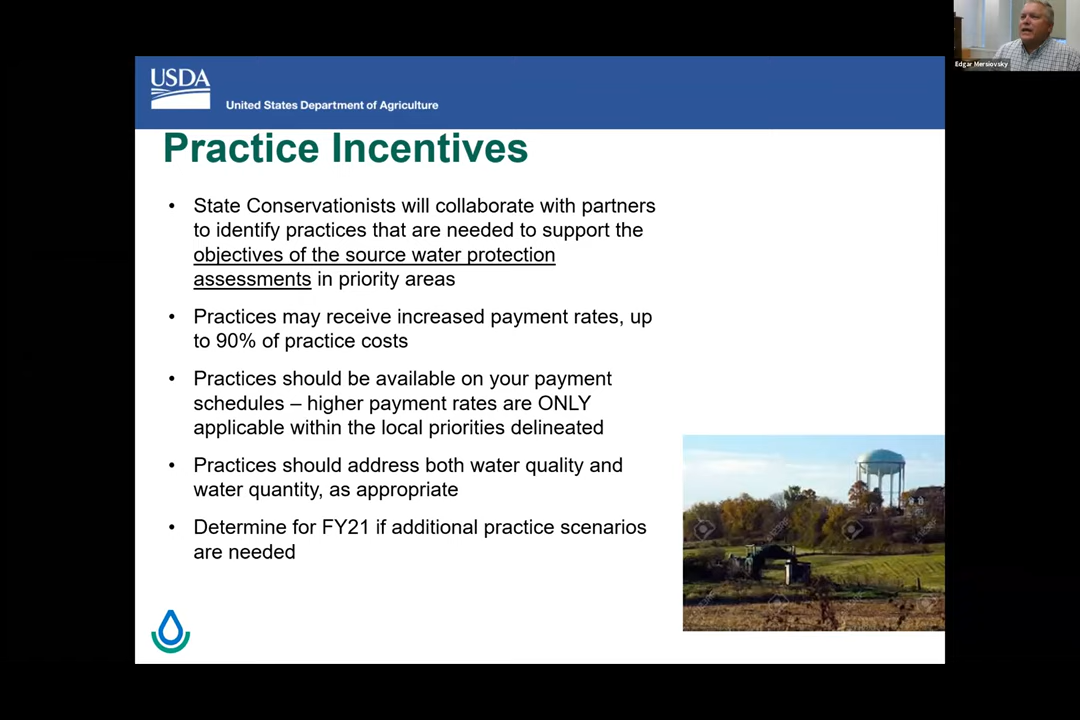 Edgar Mersiovsky
USDA
United States Department of Agriculture
Practice Incentives
• State Conservationists will collaborate with partners
to identify practices that are needed to support the
objectives of the source water protection
assessments in priority areas
• Practices may receive increased payment rates, up
to 90% of practice costs
• Practices should be available on your payment
schedules – higher payment rates are ONLY
applicable within the local priorities delineated
• Practices should address both water quality and
water quantity, as appropriate
• Determine for FY21 if additional practice scenarios
are needed